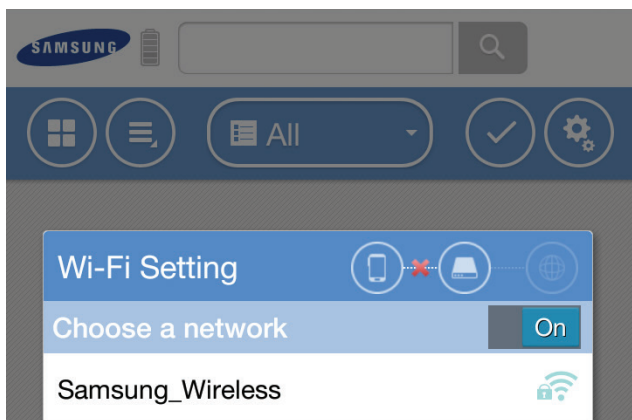 SAMSUNG
All
Wi-Fi Setting
Choose a network
On
Samsung_Wireless